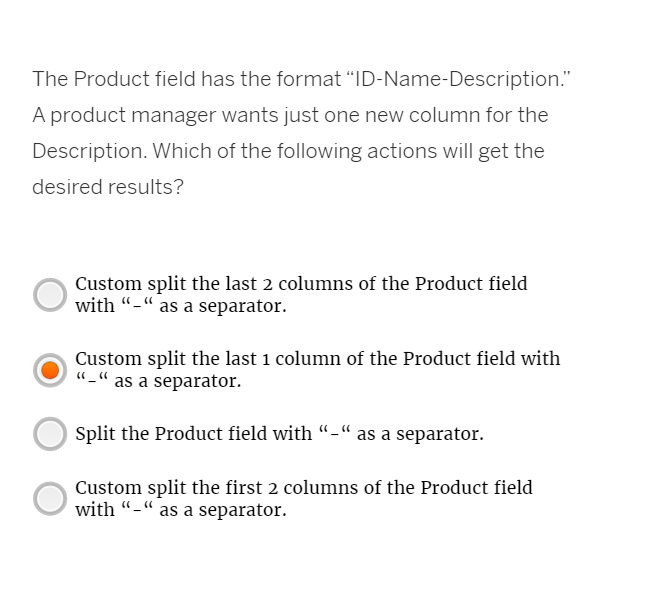 The Product field has the format “ID-Name-Description.”
A product manager wants just one new column for the
Description. Which of the following actions will get the
desired results?
Custom split the last 2 columns of the Product field
with “-“ as a separator.
Custom split the last 1 column of the Product field with
“-“ as a separator.
Split the Product field with “-“ as a separator.
Custom split the first 2 columns of the Product field
with “-“ as a separator.